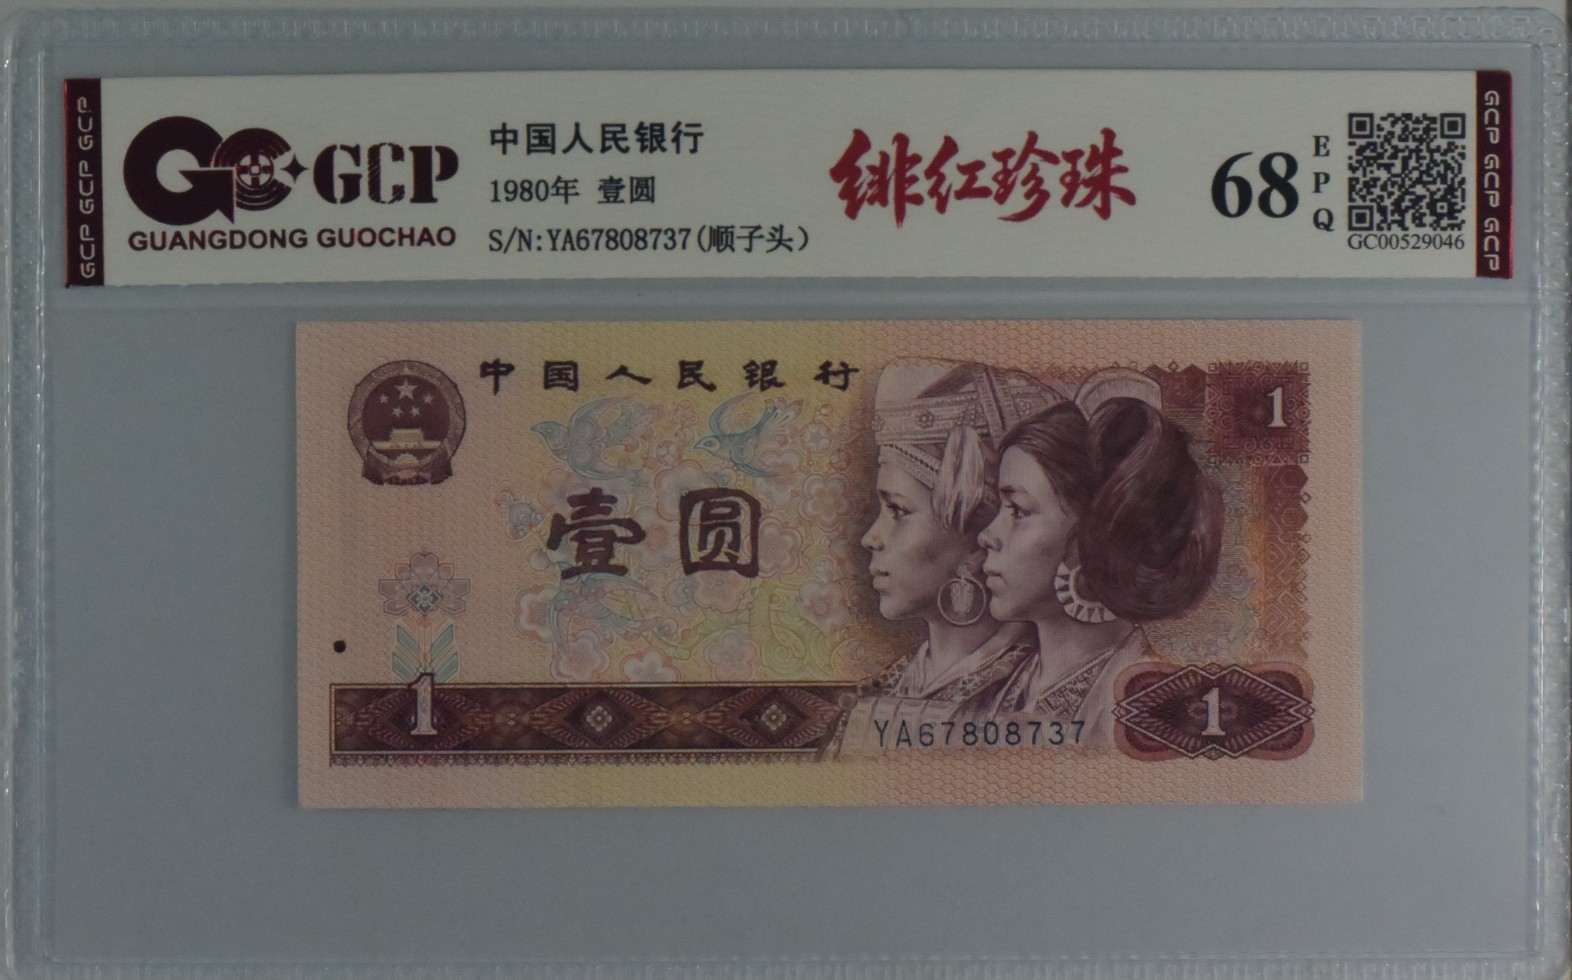 GCP GCP GCP
GCP
GUANGDONG GUOCHAO
中国人民银行
1980年 壹圆
S/N:YA67808737(顺子头)
绯红珍珠
68
EPQ
GC00529046
GCP GCP GCP
中国人民银行
1
壹圆
1
YA67808737
1